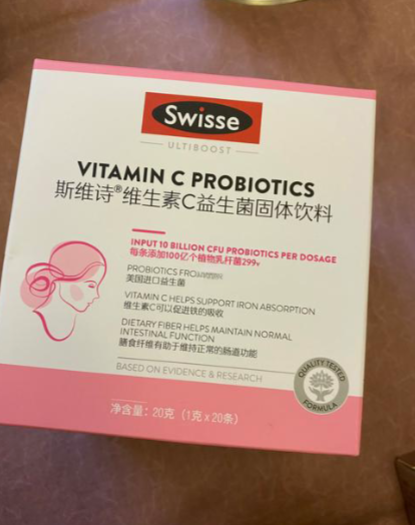 Swisse
ULTIBOOST
VITAMIN C PROBIOTICS
斯维诗®维生素C益生菌固体饮料
INPUT 10 BILLION CFU PROBIOTICS PER DOSAGE
每条添加100亿个植物乳杆菌299v
PROBIOTICS FROM
美国进口益生菌
VITAMIN C HELPS SUPPORT IRON ABSORPTION
维生素C可以促进铁的吸收
DIETARY FIBER HELPS MAINTAIN NORMAL
INTESTINAL FUNCTION
膳食纤维有助于维持正常的肠道功能
BASED ON EVIDENCE & RESEARCH
QUALITY TESTED
FORMULA
净含量：20克（1克x20条）